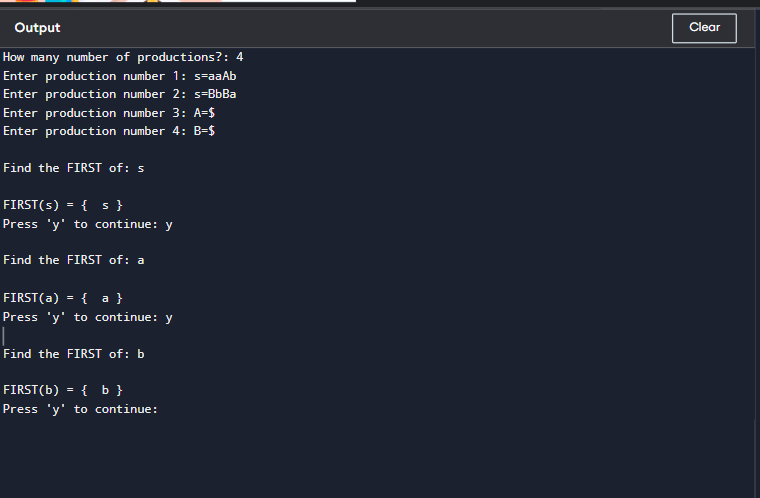 Output
Clear
How many number of productions?: 4
Enter production number 1: s=aaAb
Enter production number 2: s=BbBa
Enter production number 3: A=$
Enter production number 4: B=$
Find the FIRST of: s
FIRST(s) = {  s }
Press 'y' to continue: y
Find the FIRST of: a
FIRST(a) = {  a }
Press 'y' to continue: y
Find the FIRST of: b
FIRST(b) = {  b }
Press 'y' to continue: